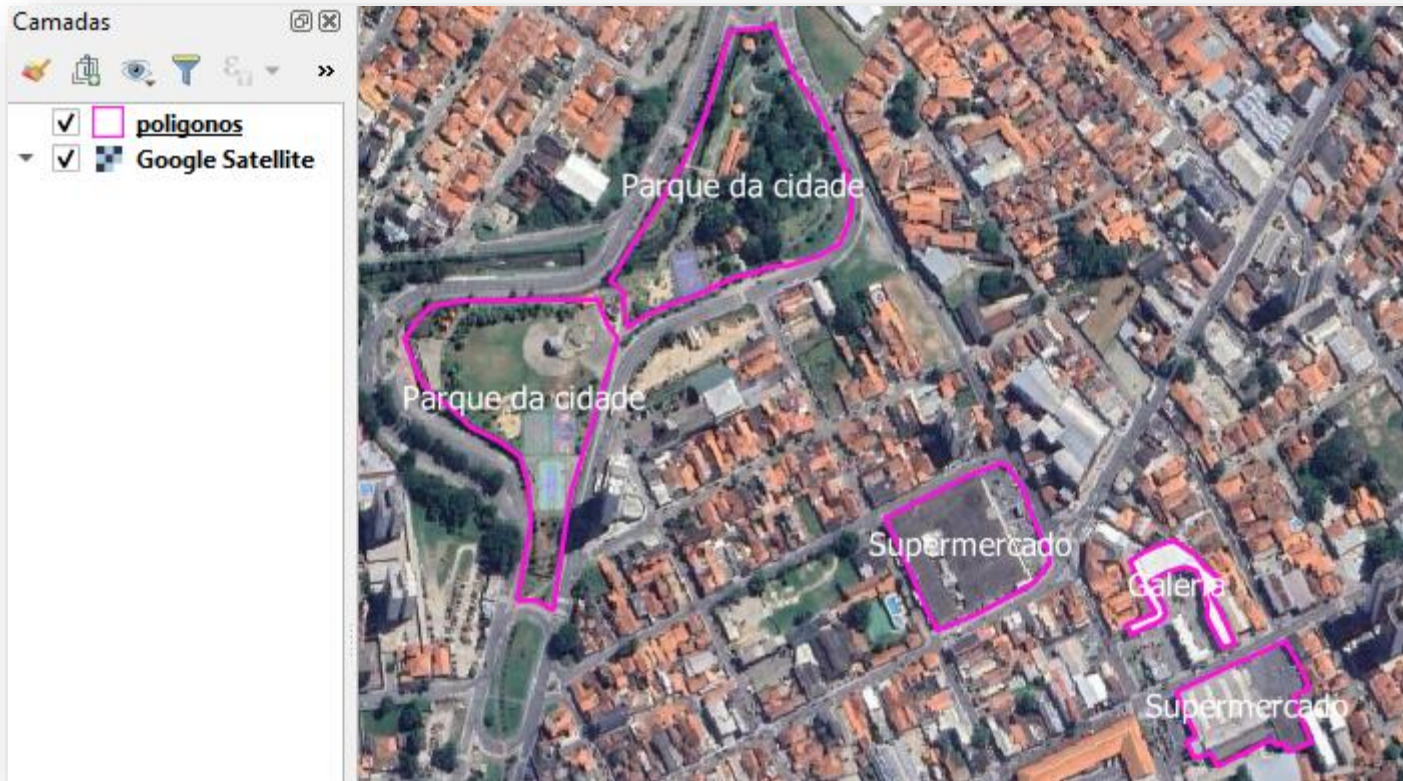 Camadas
»
poligonos
Google Satellite
Parque da cidade
Parque da cidade
Supermercado
Galeria
Supermercado